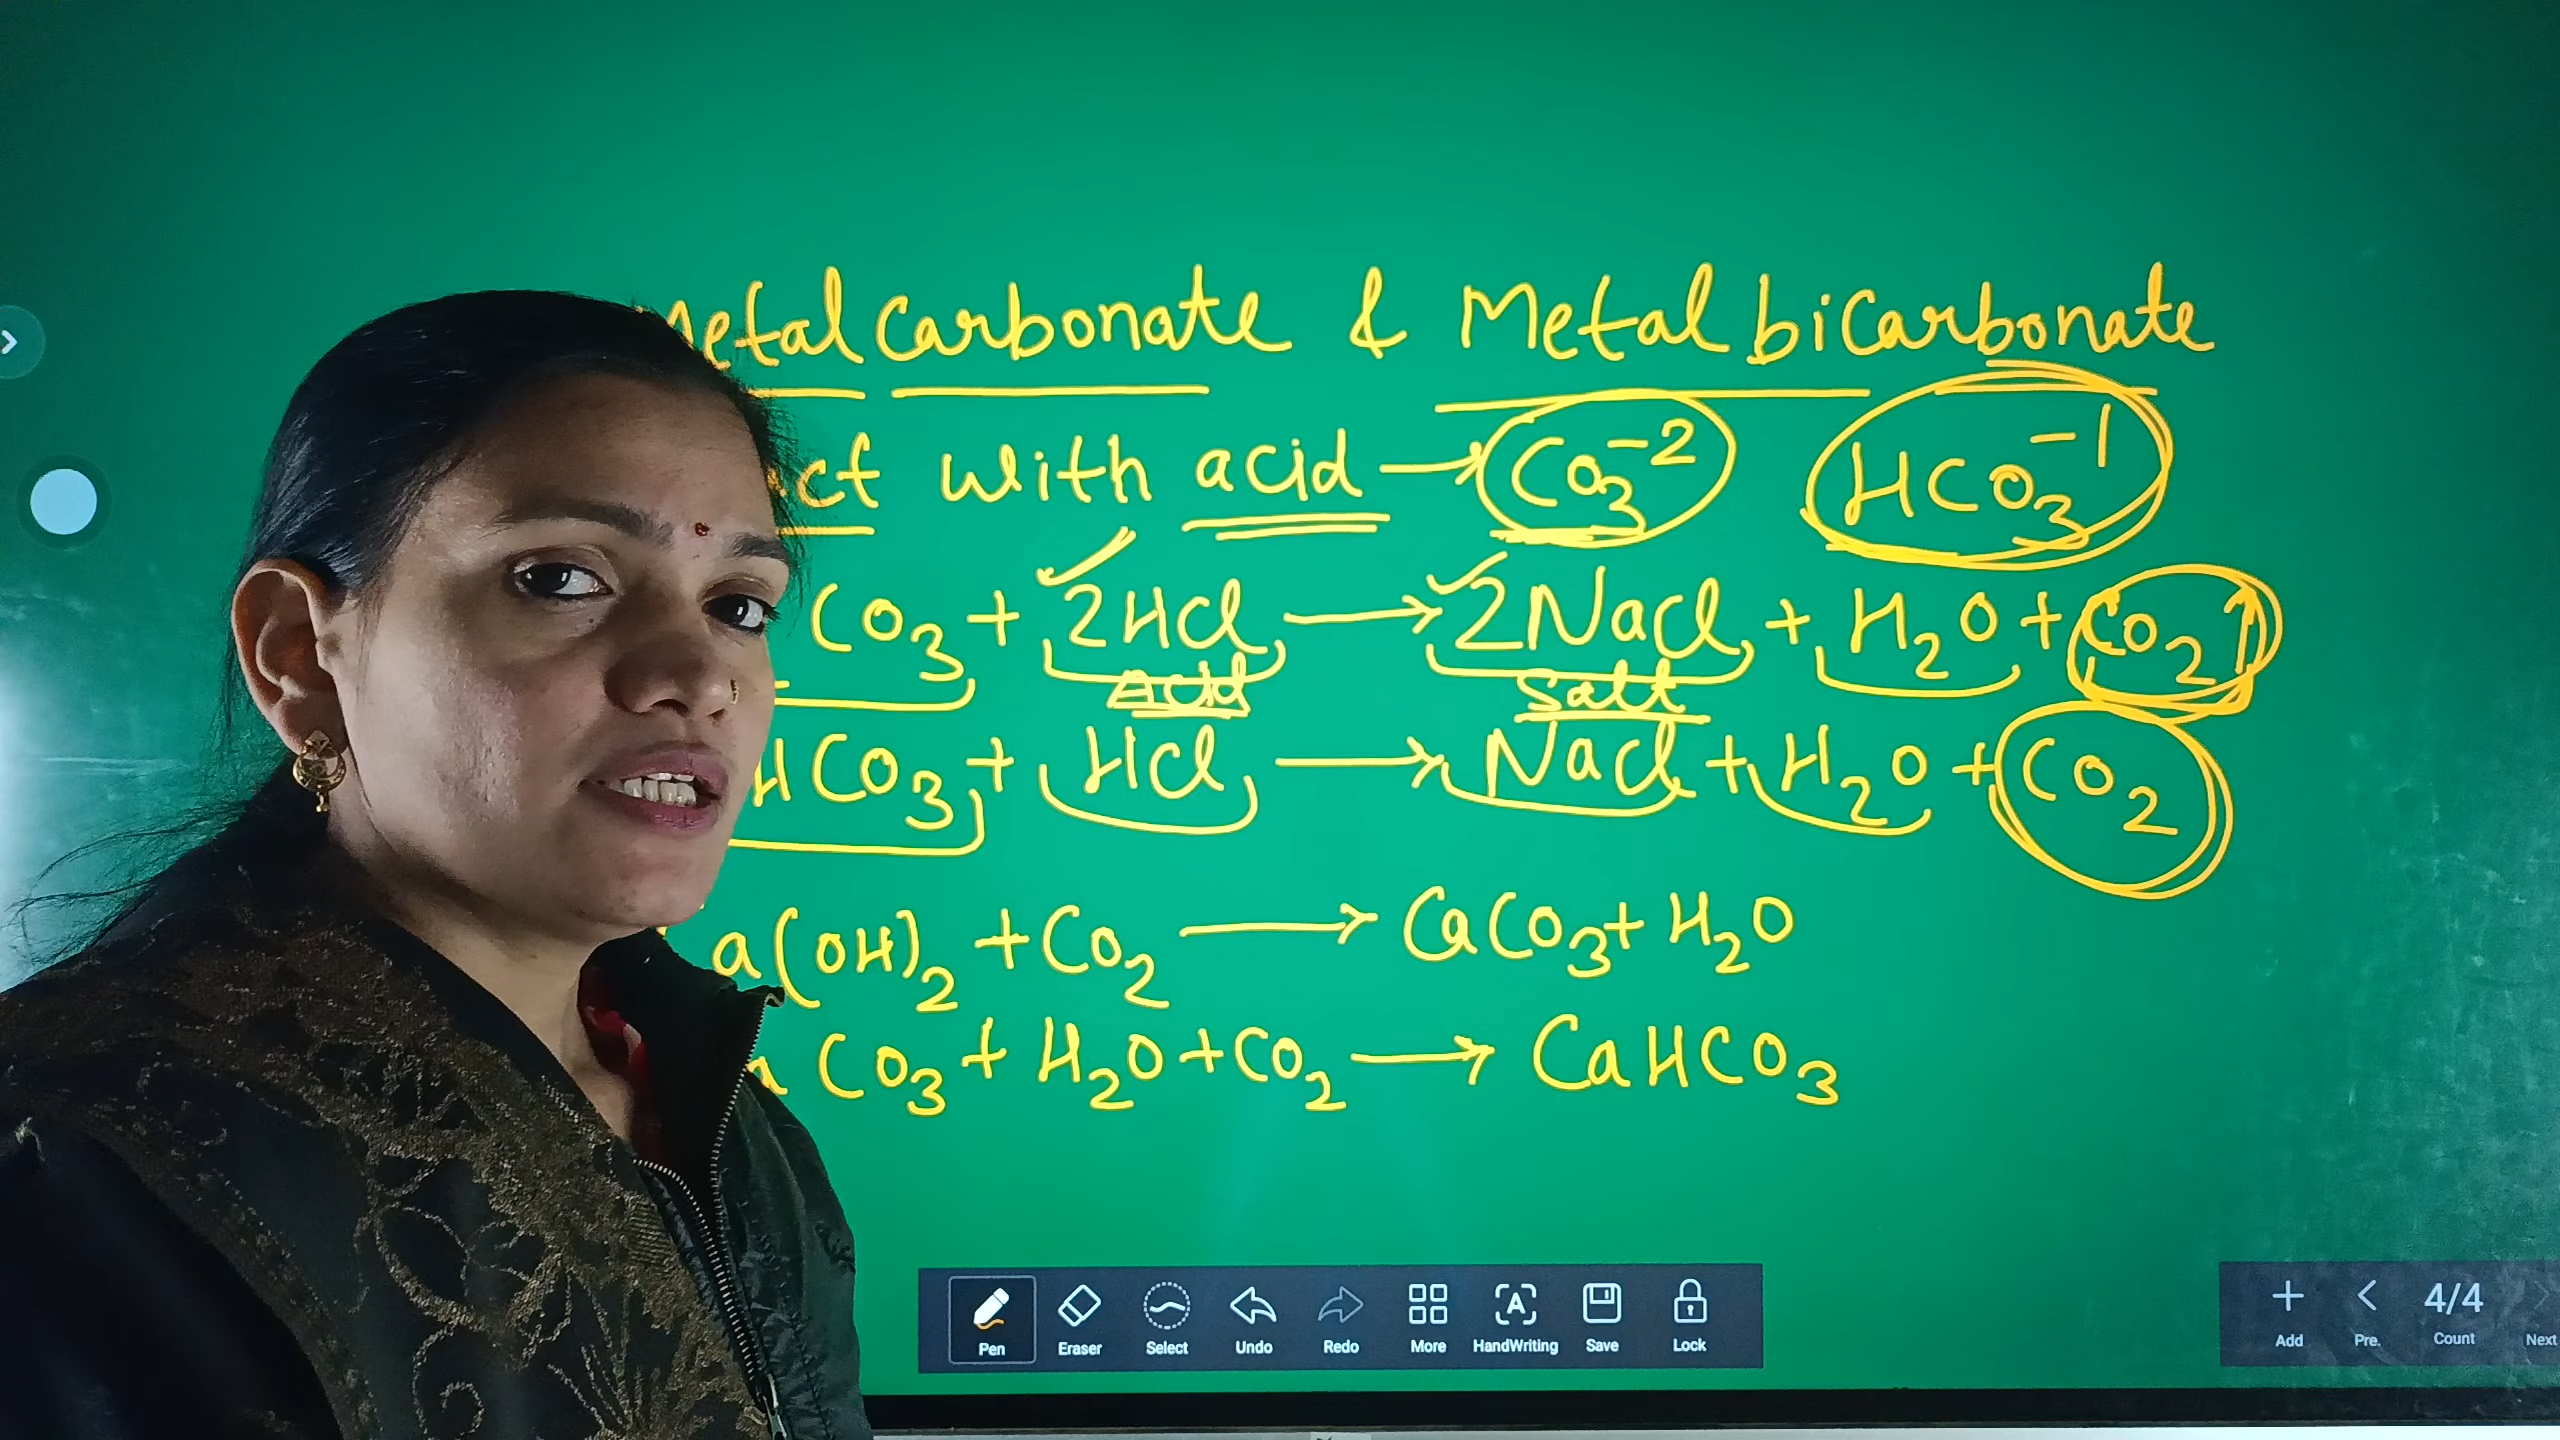 Metal carbonate & Metal bicarbonate
with acid → CO3-2 HCO3-1
CO3 + 2HCl → 2NaCl + H2O + CO2↑
Acid Salt
HCO3 + HCl → NaCl + H2O + CO2
a(OH)2 + CO2 → CaCO3 + H2O
a CO3 + H2O + CO2 → CaHCO3
Pen Eraser Select Undo Redo More HandWriting Save Lock
4/4
Add Pre. Count Next